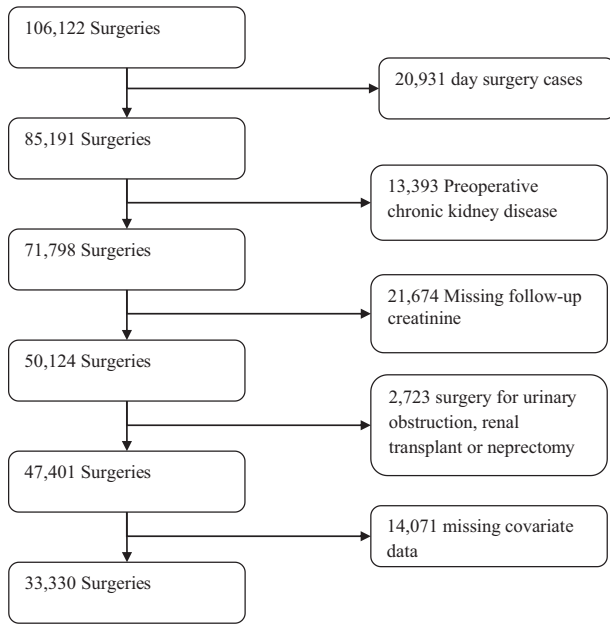 106,122 Surgeries
20,931 day surgery cases
85,191 Surgeries
13,393 Preoperative
chronic kidney disease
71,798 Surgeries
21,674 Missing follow-up
creatinine
50,124 Surgeries
2,723 surgery for urinary
obstruction, renal
transplant or neprectomy
47,401 Surgeries
14,071 missing covariate
data
33,330 Surgeries